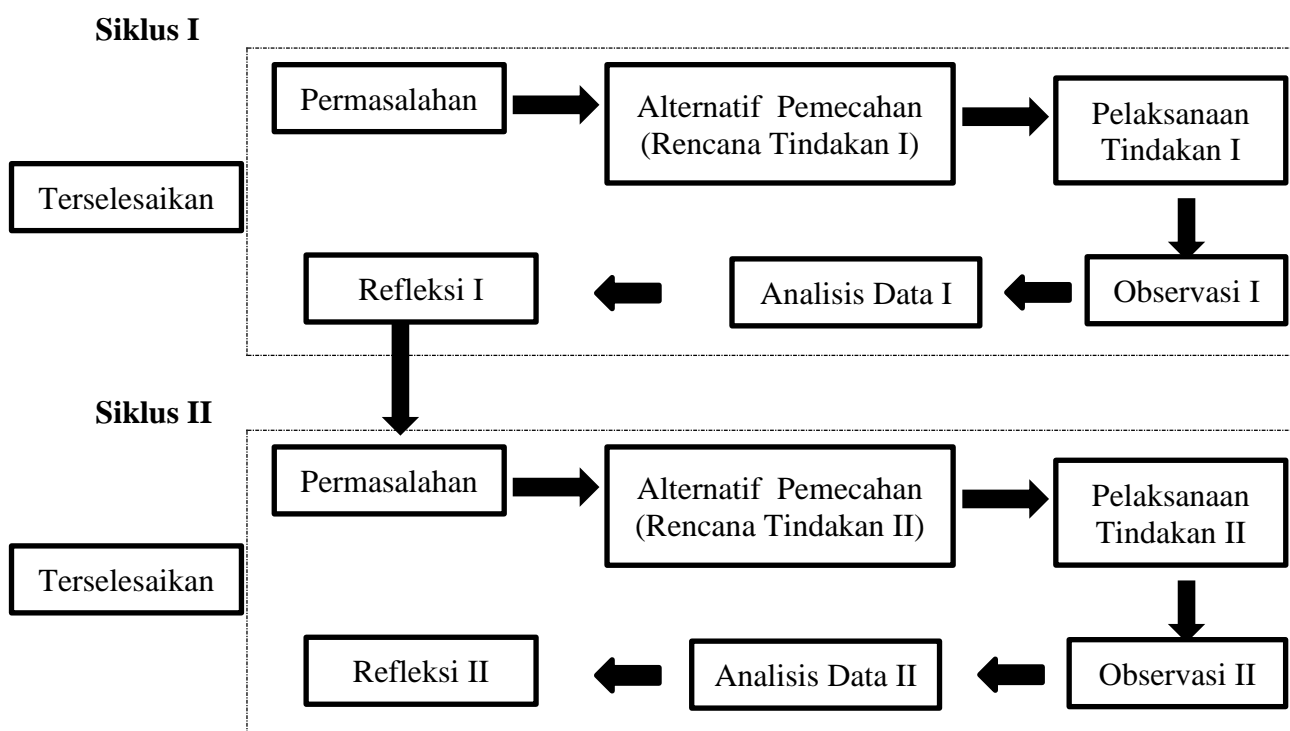 Siklus I
Permasalahan
Alternatif Pemecahan
(Rencana Tindakan I)
Pelaksanaan
Tindakan I
Terselesaikan
Refleksi I
Analisis Data I
Observasi I
Siklus II
Permasalahan
Alternatif Pemecahan
(Rencana Tindakan II)
Pelaksanaan
Tindakan II
Terselesaikan
Refleksi II
Analisis Data II
Observasi II